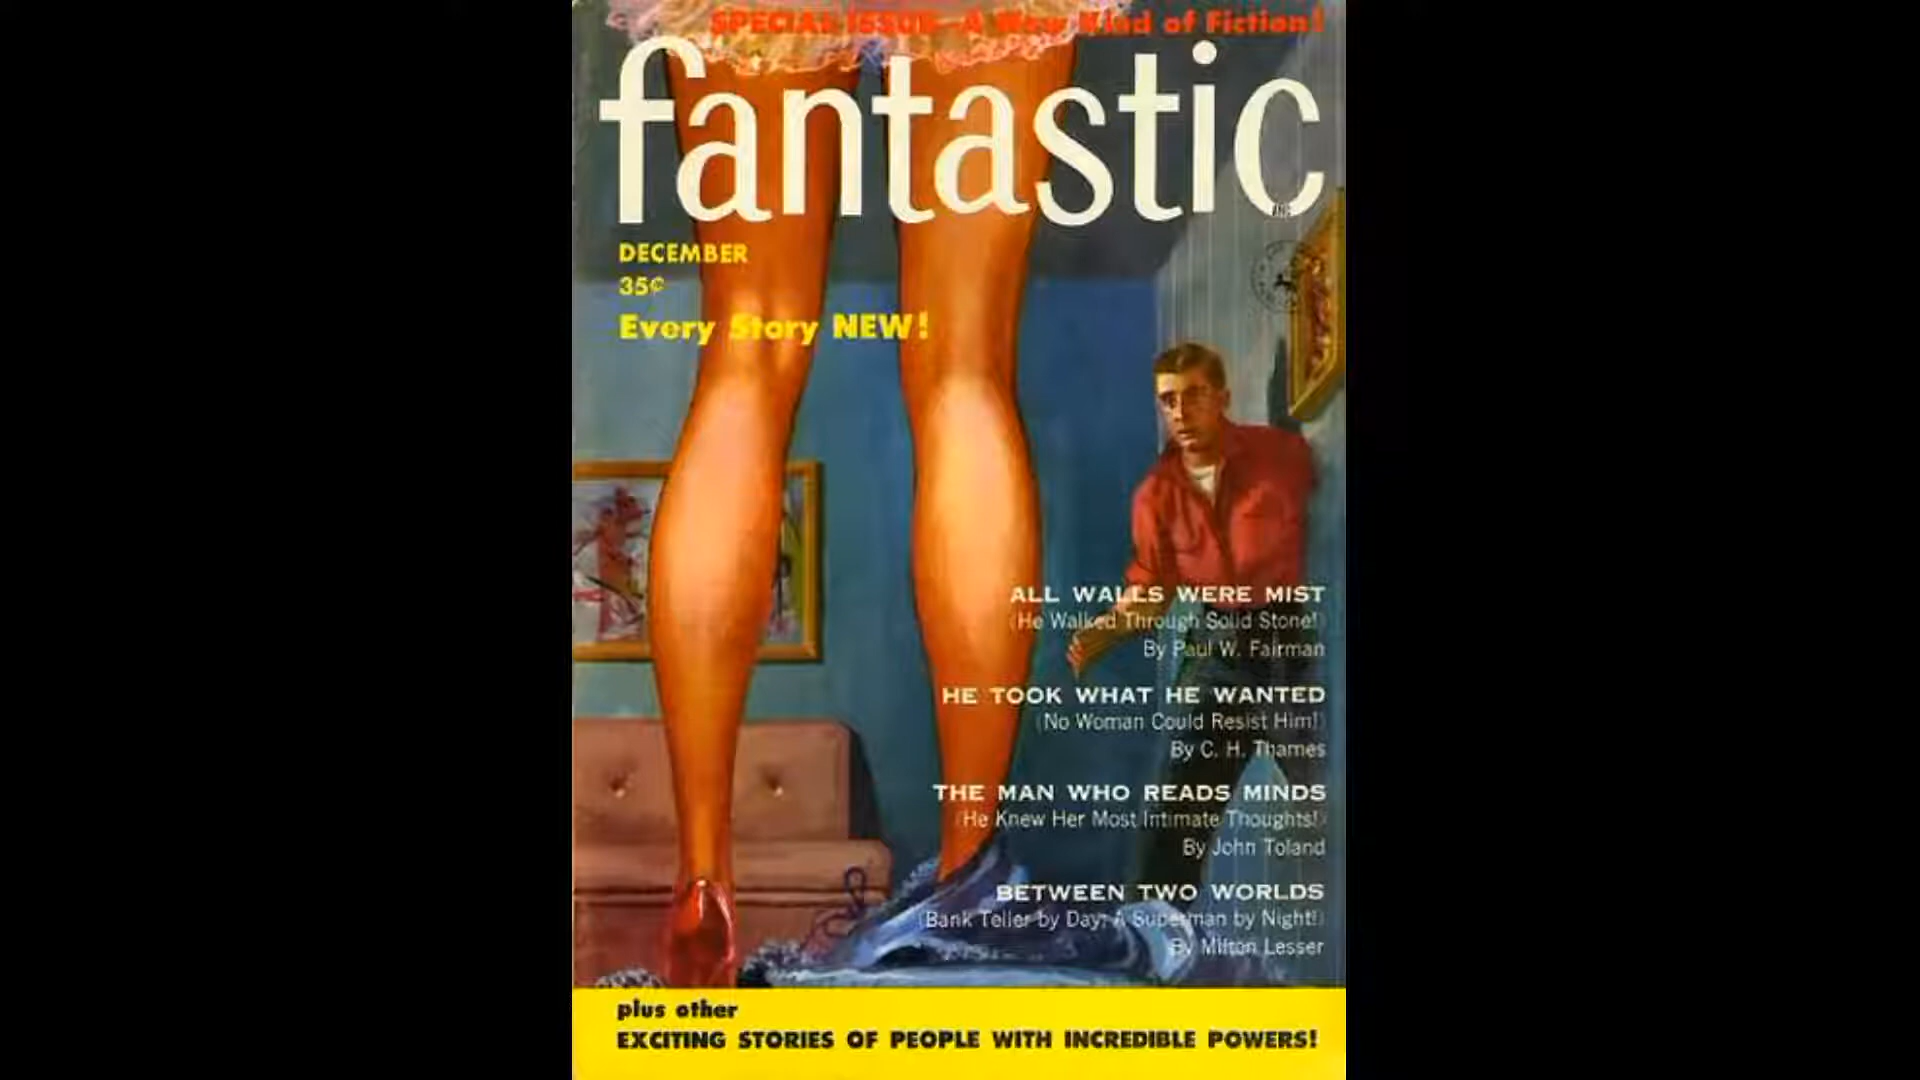 SPECIAL ISSUE—A New Kind of Fiction!
fantastic
DECEMBER
35¢
Every Story NEW!
ALL WALLS WERE MIST
(He Walked Through Solid Stone!)
By Paul W. Fairman
HE TOOK WHAT HE WANTED
(No Woman Could Resist Him!)
By C. H. Thames
THE MAN WHO READS MINDS
(He Knew Her Most Intimate Thoughts!)
By John Toland
BETWEEN TWO WORLDS
(Bank Teller by Day; A Superman by Night!)
By Milton Lesser
plus other
EXCITING STORIES OF PEOPLE WITH INCREDIBLE POWERS!